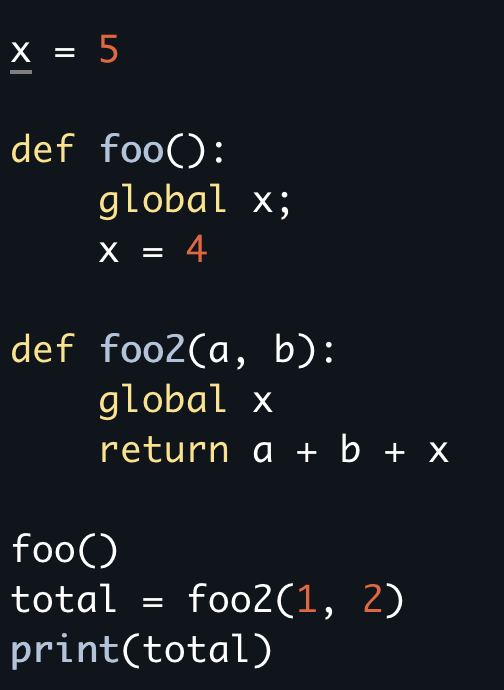 x = 5
def foo():
    global x;
    x = 4
def foo2(a, b):
    global x
    return a + b + x
foo()
total = foo2(1, 2)
print(total)